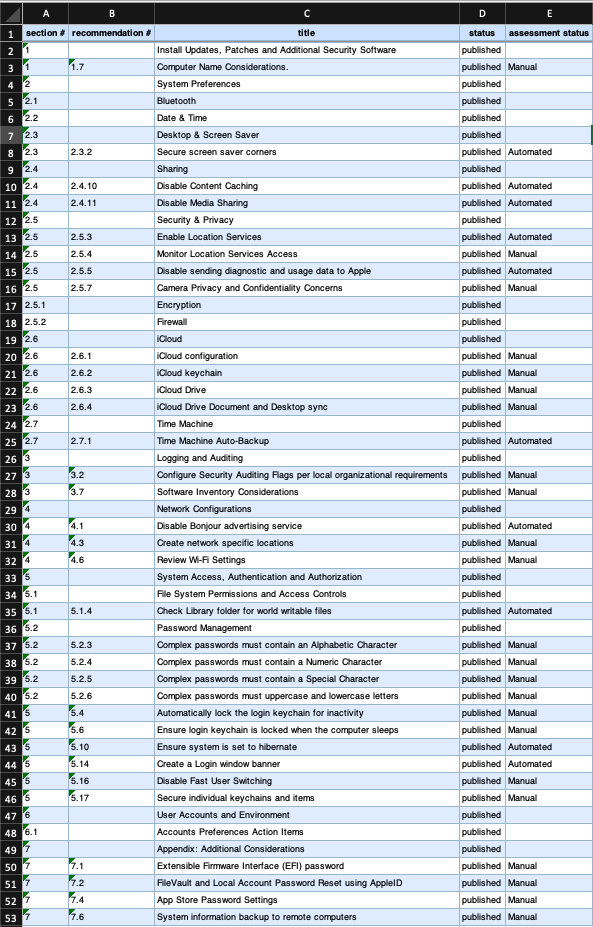 A B C D E
1 section # recommendation # title status assessment status
2 1 Install Updates, Patches and Additional Security Software published
3 1 1.7 Computer Name Considerations. published Manual
4 2 System Preferences published
5 2.1 Bluetooth published
6 2.2 Date & Time published
7 2.3 Desktop & Screen Saver published
8 2.3 2.3.2 Secure screen saver corners published Automated
9 2.4 Sharing published
10 2.4 2.4.10 Disable Content Caching published Automated
11 2.4 2.4.11 Disable Media Sharing published Automated
12 2.5 Security & Privacy published
13 2.5 2.5.3 Enable Location Services published Automated
14 2.5 2.5.4 Monitor Location Services Access published Manual
15 2.5 2.5.5 Disable sending diagnostic and usage data to Apple published Automated
16 2.5 2.5.7 Camera Privacy and Confidentiality Concerns published Manual
17 2.5.1 Encryption published
18 2.5.2 Firewall published
19 2.6 iCloud published
20 2.6 2.6.1 iCloud configuration published Manual
21 2.6 2.6.2 iCloud keychain published Manual
22 2.6 2.6.3 iCloud Drive published Manual
23 2.6 2.6.4 iCloud Drive Document and Desktop sync published Manual
24 2.7 Time Machine published
25 2.7 2.7.1 Time Machine Auto-Backup published Automated
26 3 Logging and Auditing published
27 3 3.2 Configure Security Auditing Flags per local organizational requirements published Manual
28 3 3.7 Software Inventory Considerations published Manual
29 4 Network Configurations published
30 4 4.1 Disable Bonjour advertising service published Automated
31 4 4.3 Create network specific locations published Manual
32 4 4.6 Review Wi-Fi Settings published Manual
33 5 System Access, Authentication and Authorization published
34 5.1 File System Permissions and Access Controls published
35 5.1 5.1.4 Check Library folder for world writable files published Automated
36 5.2 Password Management published
37 5.2 5.2.3 Complex passwords must contain an Alphabetic Character published Manual
38 5.2 5.2.4 Complex passwords must contain a Numeric Character published Manual
39 5.2 5.2.5 Complex passwords must contain a Special Character published Manual
40 5.2 5.2.6 Complex passwords must uppercase and lowercase letters published Manual
41 5 5.4 Automatically lock the login keychain for inactivity published Manual
42 5 5.6 Ensure login keychain is locked when the computer sleeps published Manual
43 5 5.10 Ensure system is set to hibernate published Automated
44 5 5.14 Create a Login window banner published Automated
45 5 5.16 Disable Fast User Switching published Manual
46 5 5.17 Secure individual keychains and items published Manual
47 6 User Accounts and Environment published
48 6.1 Accounts Preferences Action Items published
49 7 Appendix: Additional Considerations published
50 7 7.1 Extensible Firmware Interface (EFI) password published Manual
51 7 7.2 FileVault and Local Account Password Reset using AppleID published Manual
52 7 7.4 App Store Password Settings published Manual
53 7 7.6 System information backup to remote computers published Manual